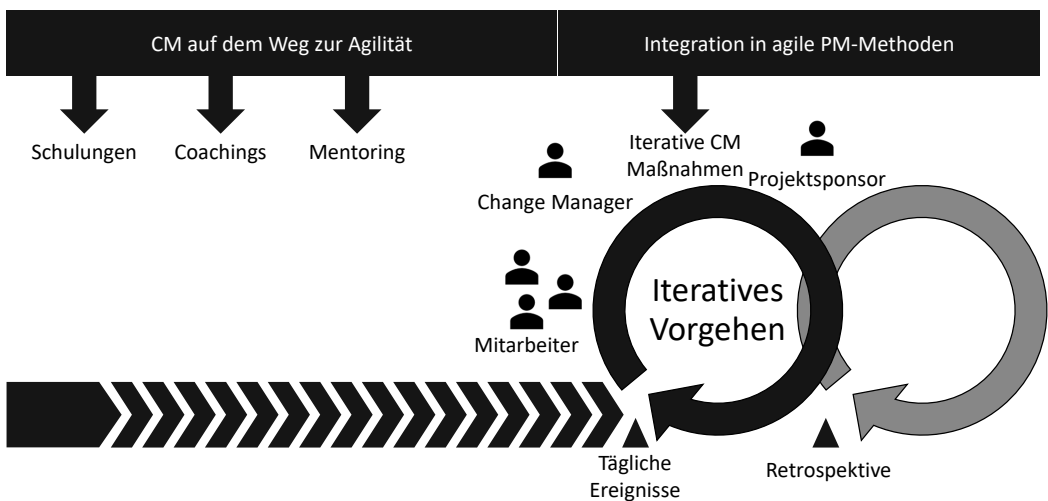 CM auf dem Weg zur Agilität
Integration in agile PM-Methoden
Schulungen
Coachings
Mentoring
Iterative CM
Maßnahmen
Projektsponsor
Change Manager
Iteratives
Vorgehen
Mitarbeiter
Tägliche
Ereignisse
Retrospektive